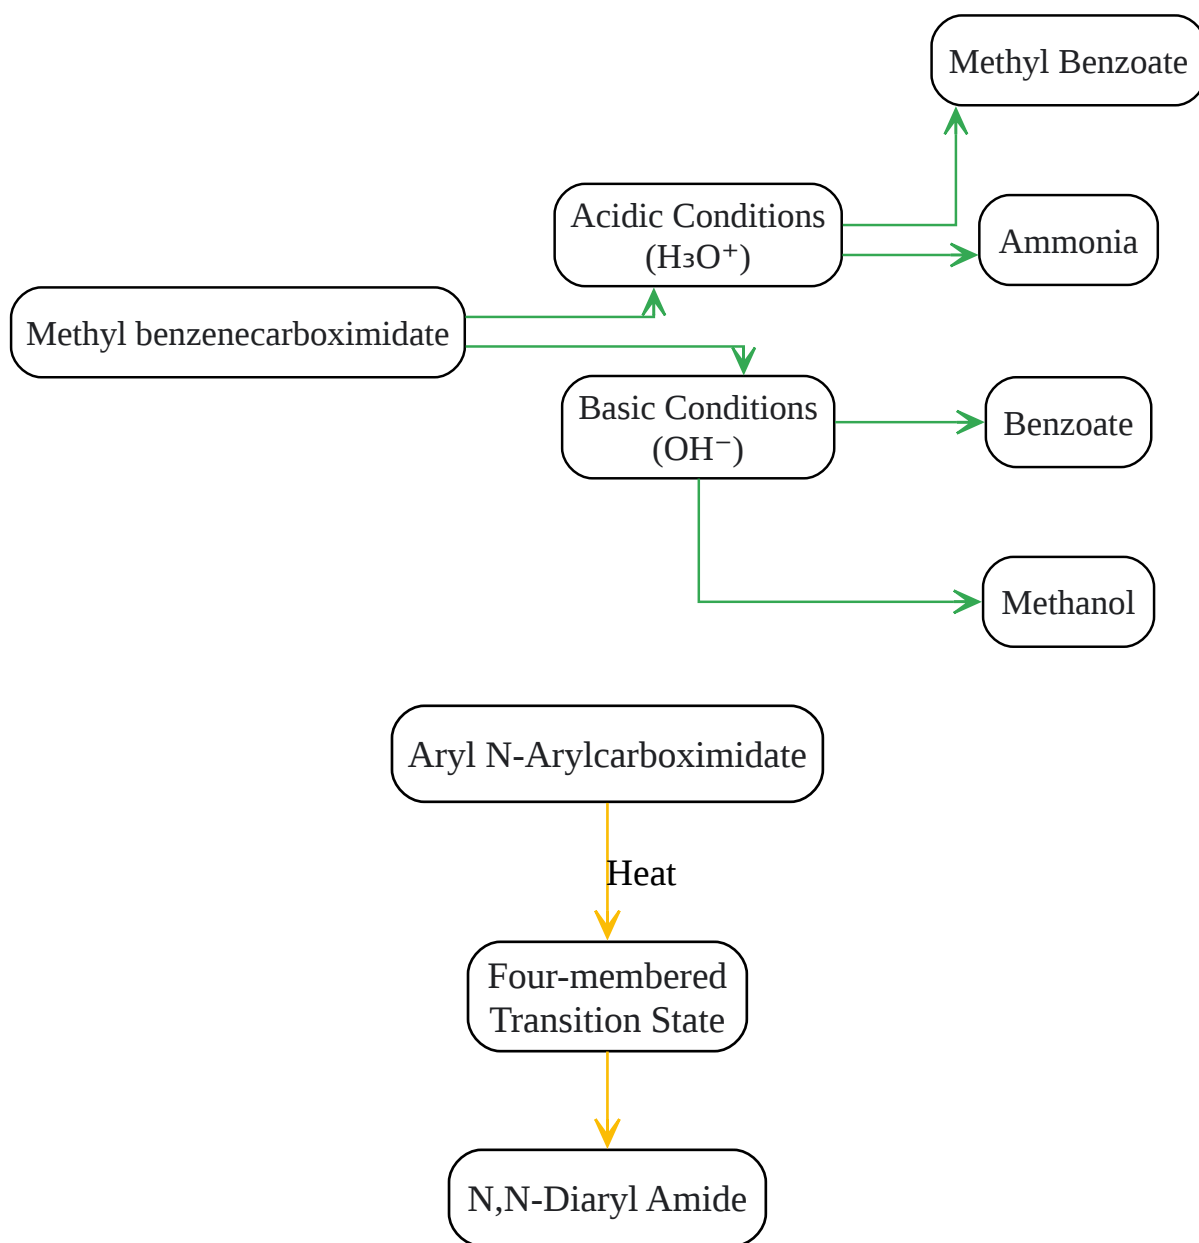 Methyl Benzoate
Acidic Conditions
(H₃O⁺)
Ammonia
Methyl benzenecarboximidate
Basic Conditions
(OH⁻)
Benzoate
Methanol
Aryl N-Arylcarboximidate
Heat
Four-membered
Transition State
N,N-Diaryl Amide